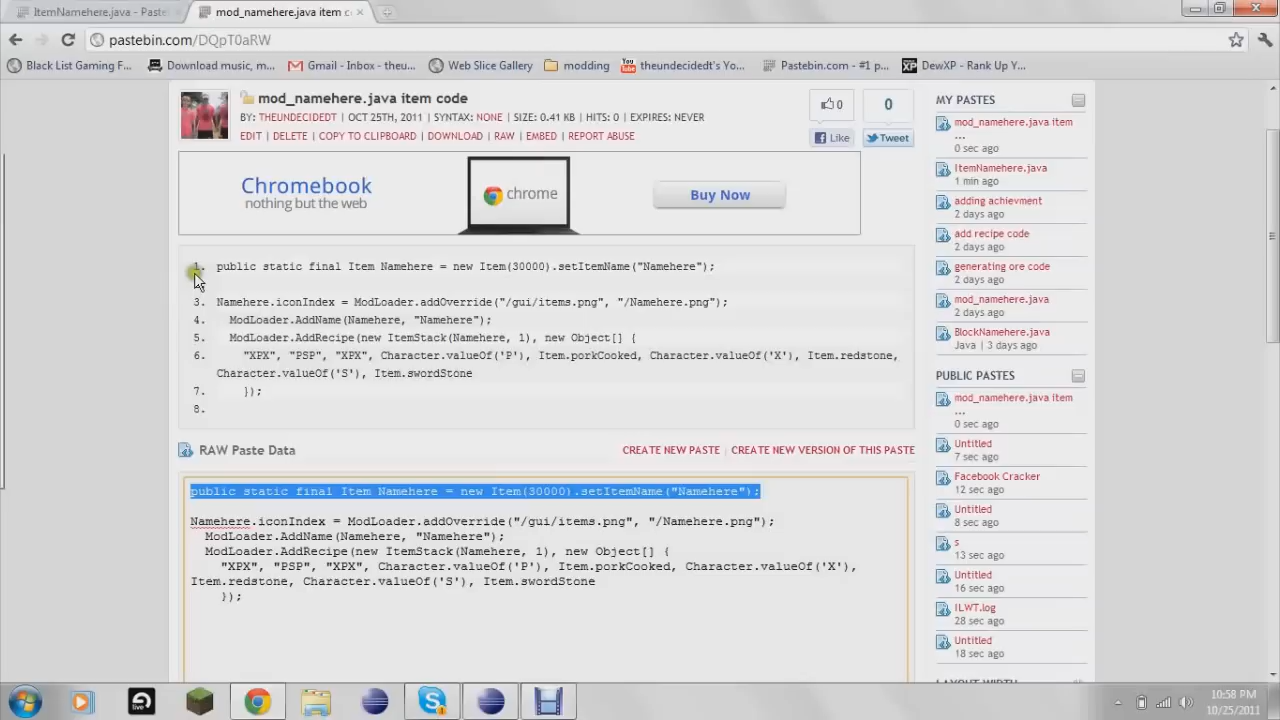 ItemNamehere.java - Paste
mod_namehere.java item c
pastebin.com/DQpT0aRW
Black List Gaming F... Download music, m... Gmail - Inbox - theu... Web Slice Gallery modding You Tube theundecidedt's Yo... Pastebin.com - #1 p... XP DewXP - Rank Up Y...
mod_namehere.java item code
BY: THEUNDECIDEDT | OCT 25TH, 2011 | SYNTAX: NONE | SIZE: 0.41 KB | HITS: 0 | EXPIRES: NEVER
EDIT | DELETE | COPY TO CLIPBOARD | DOWNLOAD | RAW | EMBED | REPORT ABUSE
0
Like
0
Tweet
Chromebook
nothing but the web
chrome
Buy Now
1. public static final Item Namehere = new Item(30000).setItemName("Namehere");
3. Namehere.iconIndex = ModLoader.addOverride("/gui/items.png", "/Namehere.png");
4. ModLoader.AddName(Namehere, "Namehere");
5. ModLoader.AddRecipe(new ItemStack(Namehere, 1), new Object[] {
6. "XPX", "PSP", "XPX", Character.valueOf('P'), Item.porkCooked, Character.valueOf('X'), Item.redstone,
Character.valueOf('S'), Item.swordStone
7. });
8.
RAW Paste Data
CREATE NEW PASTE | CREATE NEW VERSION OF THIS PASTE
public static final Item Namehere = new Item(30000).setItemName("Namehere");
Namehere.iconIndex = ModLoader.addOverride("/gui/items.png", "/Namehere.png");
ModLoader.AddName(Namehere, "Namehere");
ModLoader.AddRecipe(new ItemStack(Namehere, 1), new Object[] {
"XPX", "PSP", "XPX", Character.valueOf('P'), Item.porkCooked, Character.valueOf('X'),
Item.redstone, Character.valueOf('S'), Item.swordStone
});
MY PASTES
mod_namehere.java item
...
0 sec ago
ItemNamehere.java
1 min ago
adding achievment
2 days ago
add recipe code
2 days ago
generating ore code
2 days ago
mod_namehere.java
2 days ago
BlockNamehere.java
Java | 3 days ago
PUBLIC PASTES
mod_namehere.java item
...
0 sec ago
Untitled
7 sec ago
Facebook Cracker
12 sec ago
Untitled
8 sec ago
s
13 sec ago
Untitled
16 sec ago
ILWT.log
28 sec ago
Untitled
18 sec ago
LAYOUT WIDTH
live
10:58 PM
10/25/2011